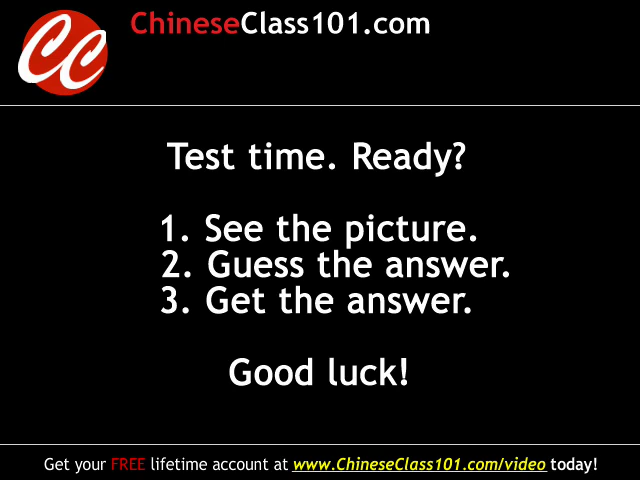 CC
ChineseClass101.com
Test time. Ready?
1. See the picture.
2. Guess the answer.
3. Get the answer.
Good luck!
Get your FREE lifetime account at www.ChineseClass101.com/video today!